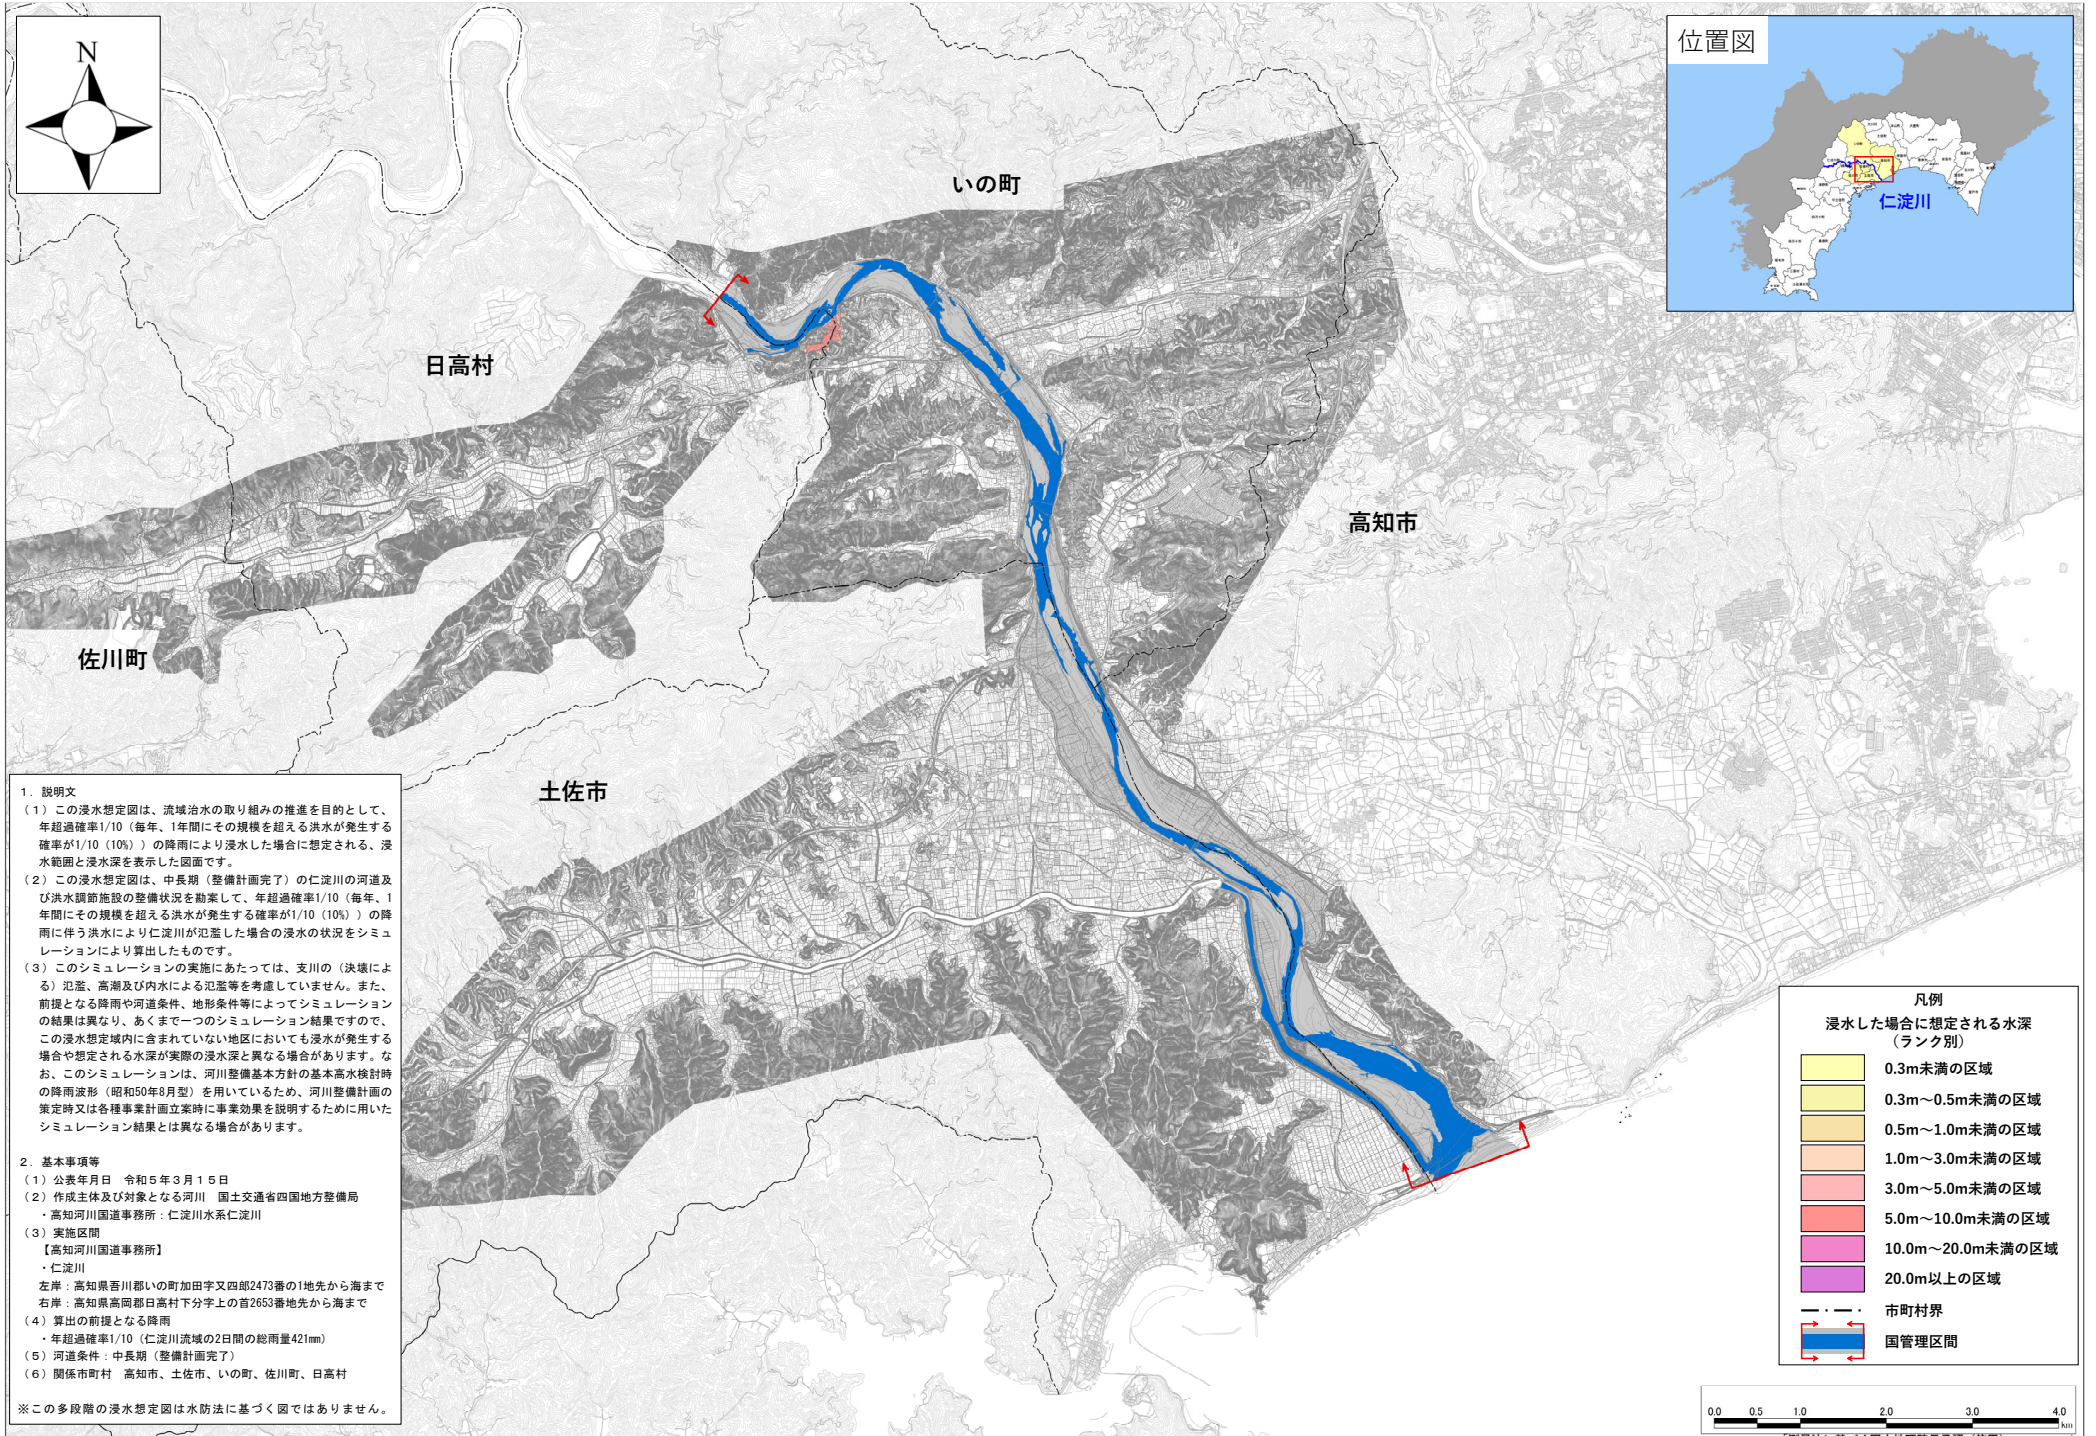 N
位置図
仁淀川
いの町
日高村
高知市
佐川町
土佐市
1．説明文
（1）この浸水想定図は、流域治水の取り組みの推進を目的として、
年超過確率1/10（毎年、1年間にその規模を超える洪水が発生する
確率が1/10（10%））の降雨により浸水した場合に想定される、浸
水範囲と浸水深を表示した図面です。
（2）この浸水想定図は、中長期（整備計画完了）の仁淀川の河道及
び洪水調節施設の整備状況を勘案して、年超過確率1/10（毎年、1
年間にその規模を超える洪水が発生する確率が1/10（10%））の降
雨に伴う洪水により仁淀川が氾濫した場合の浸水の状況をシミュ
レーションにより算出したものです。
（3）このシミュレーションの実施にあたっては、支川の（決壊によ
る）氾濫、高潮及び内水による氾濫等を考慮していません。また、
前提となる降雨や河道条件、地形条件等によってシミュレーション
の結果は異なり、あくまで一つのシミュレーション結果ですので、
この浸水想定域内に含まれていない地区においても浸水が発生する
場合や想定される水深が実際の浸水深と異なる場合があります。な
お、このシミュレーションは、河川整備基本方針の基本高水検討時
の降雨波形（昭和50年8月型）を用いているため、河川整備計画の
策定時又は各種事業計画立案時に事業効果を説明するために用いた
シミュレーション結果とは異なる場合があります。
2．基本事項等
（1）公表年月日　令和５年３月１５日
（2）作成主体及び対象となる河川　国土交通省四国地方整備局
・高知河川国道事務所：仁淀川水系仁淀川
（3）実施区間
【高知河川国道事務所】
・仁淀川
左岸：高知県吾川郡いの町加田字又四郎2473番の1地先から海まで
右岸：高知県高岡郡日高村下分字上の首2653番地先から海まで
（4）算出の前提となる降雨
・年超過確率1/10（仁淀川流域の2日間の総雨量421mm）
（5）河道条件：中長期（整備計画完了）
（6）関係市町村　高知市、土佐市、いの町、佐川町、日高村
※この多段階の浸水想定図は水防法に基づく図ではありません。
凡例
浸水した場合に想定される水深
（ランク別）
0.3m未満の区域
0.3m～0.5m未満の区域
0.5m～1.0m未満の区域
1.0m～3.0m未満の区域
3.0m～5.0m未満の区域
5.0m～10.0m未満の区域
10.0m～20.0m未満の区域
20.0m以上の区域
市町村界
国管理区間
0.0 0.5 1.0 2.0 3.0 4.0
km